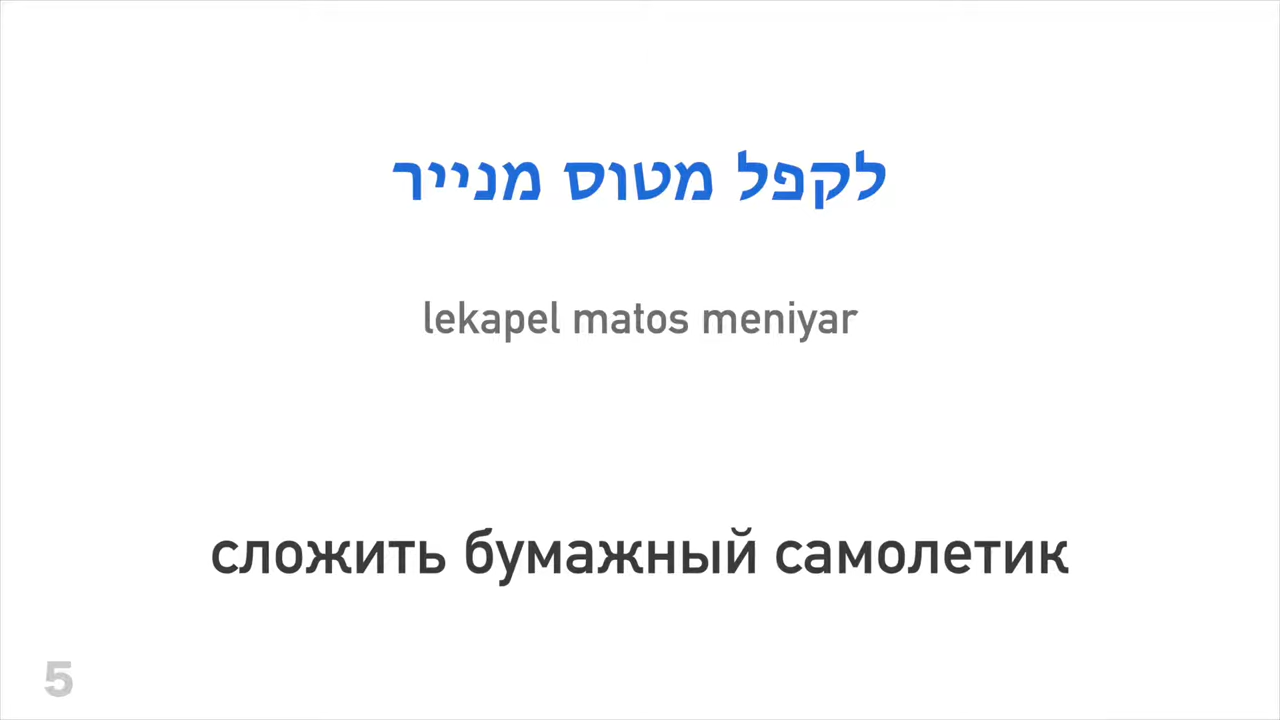 לקפל מטוס מנייר
lekapel matos meniyar
сложить бумажный самолетик
5